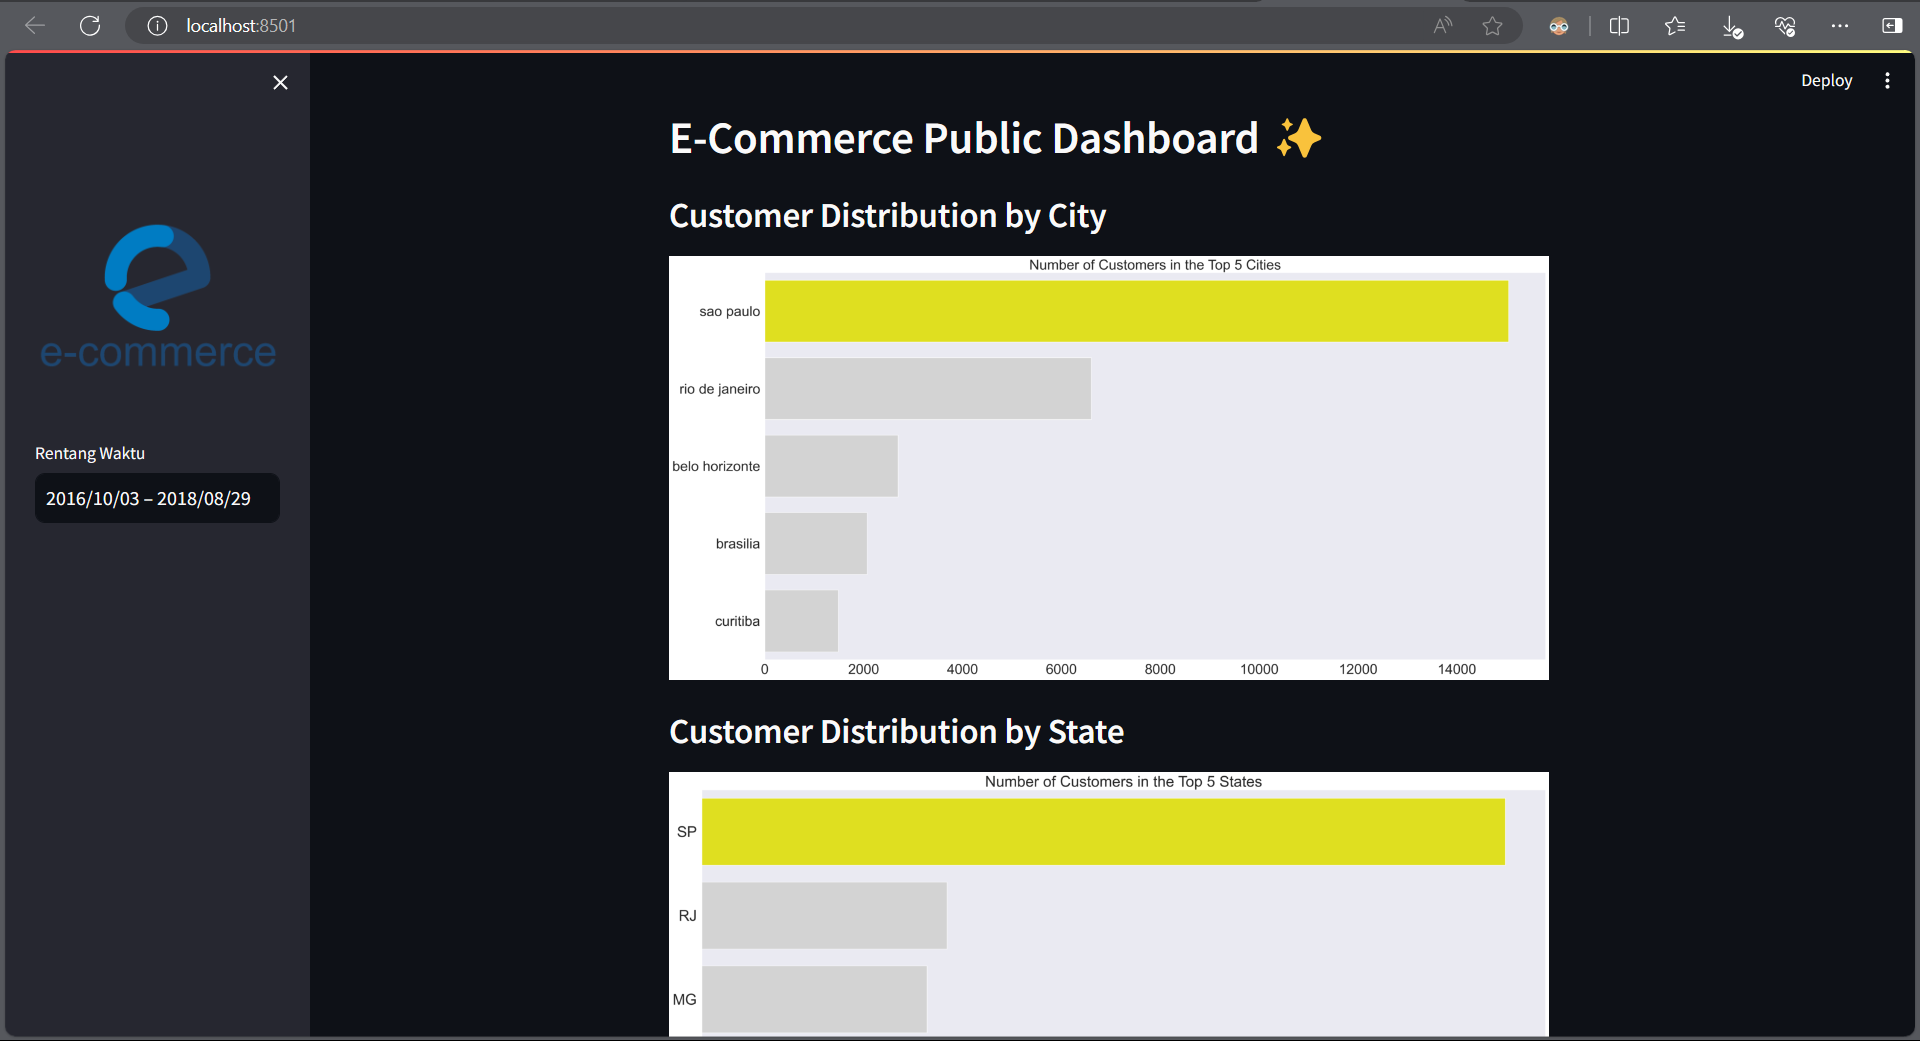 localhost:8501
Deploy
e-commerce
Rentang Waktu
2016/10/03 – 2018/08/29
E-Commerce Public Dashboard ✨
Customer Distribution by City
Number of Customers in the Top 5 Cities
sao paulo
rio de janeiro
belo horizonte
brasilia
curitiba
0 2000 4000 6000 8000 10000 12000 14000
Customer Distribution by State
Number of Customers in the Top 5 States
SP
RJ
MG